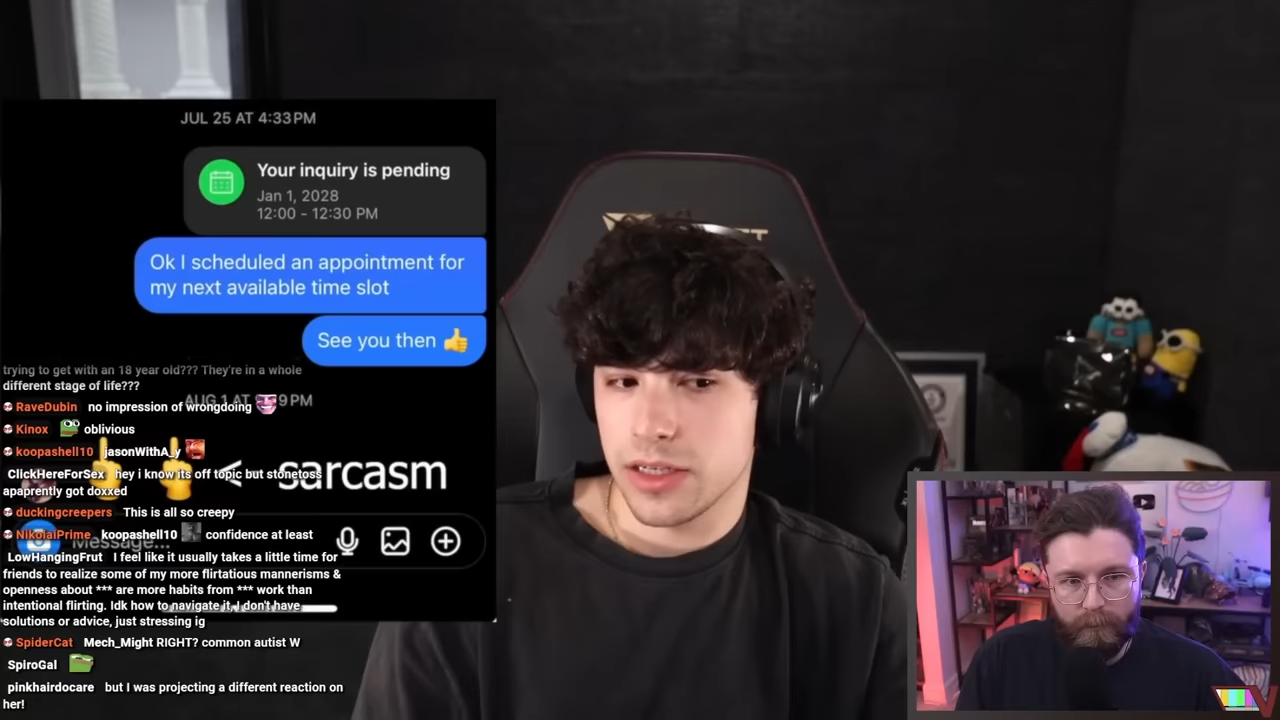 JUL 25 AT 4:33 PM
Your inquiry is pending
Jan 1, 2028
12:00 - 12:30 PM
Ok I scheduled an appointment for
my next available time slot
See you then 👍
AUG 1 AT 9 PM
< sarcasm
Message...
trying to get with an 18 year old??? They're in a whole
different stage of life???
RaveDubin no impression of wrongdoing
Kinox oblivious
koopashell10 jasonWithA_y
ClickHereForSex hey i know its off topic but stonetoss
apaprently got doxxed
duckingcreepers This is all so creepy
NikolaiPrime koopashell10 confidence at least
LowHangingFrut I feel like it usually takes a little time for
friends to realize some of my more flirtatious mannerisms &
openness about *** are more habits from *** work than
intentional flirting. Idk how to navigate it, I don't have
solutions or advice, just stressing ig
SpiderCat Mech_Might RIGHT? common autist W
SpiroGal
pinkhairdocare but I was projecting a different reaction on
her!